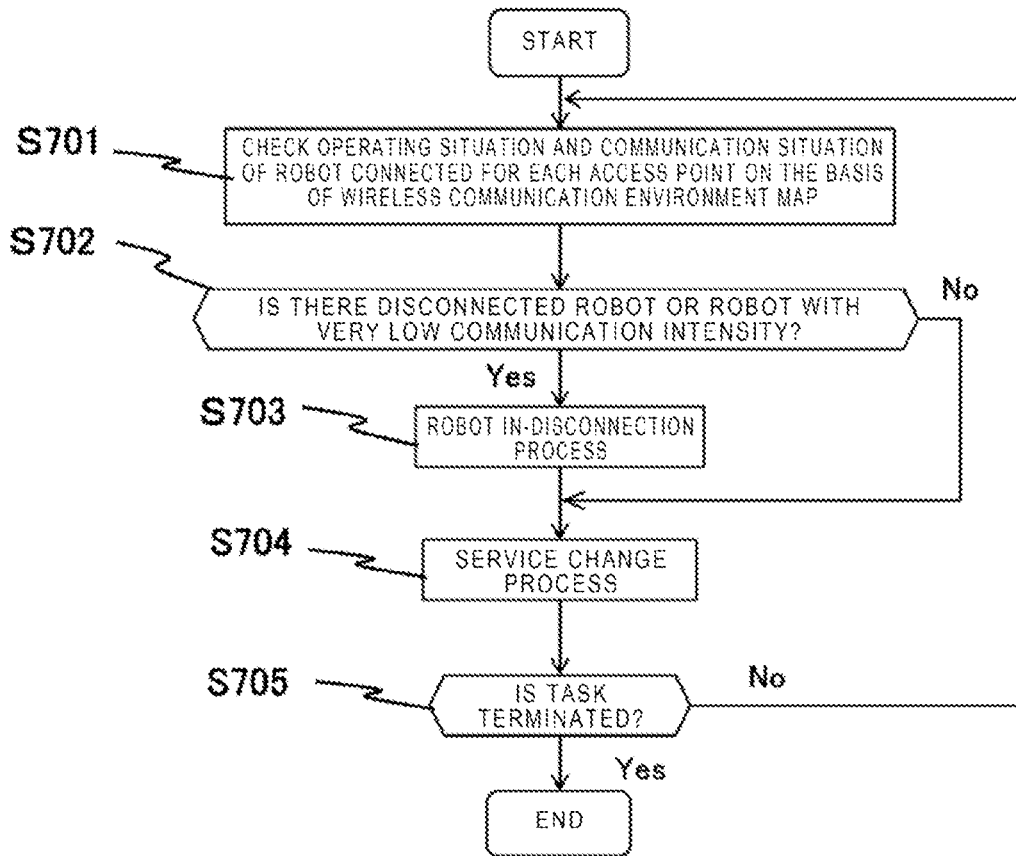 START
S701
CHECK OPERATING SITUATION AND COMMUNICATION SITUATION
OF ROBOT CONNECTED FOR EACH ACCESS POINT ON THE BASIS
OF WIRELESS COMMUNICATION ENVIRONMENT MAP
S702
IS THERE DISCONNECTED ROBOT OR ROBOT WITH
VERY LOW COMMUNICATION INTENSITY?
No
Yes
S703
ROBOT IN-DISCONNECTION
PROCESS
S704
SERVICE CHANGE
PROCESS
S705
IS TASK
TERMINATED?
No
Yes
END